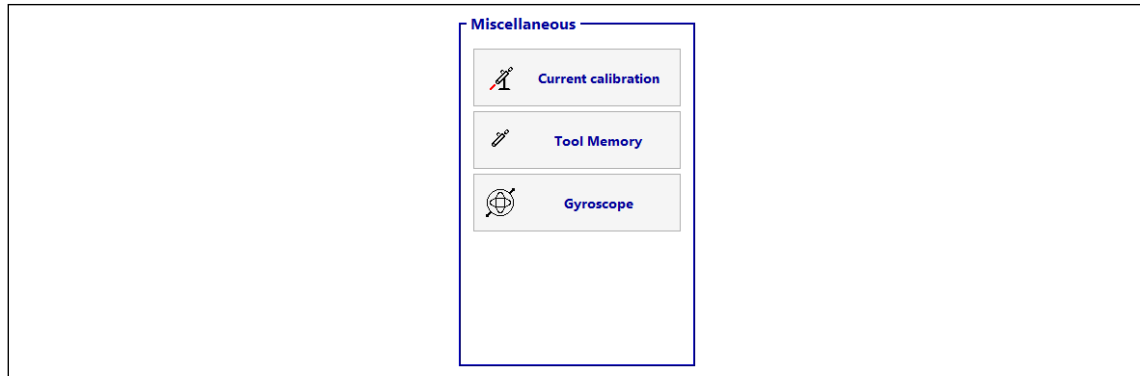 Miscellaneous
Current calibration
Tool Memory
Gyroscope